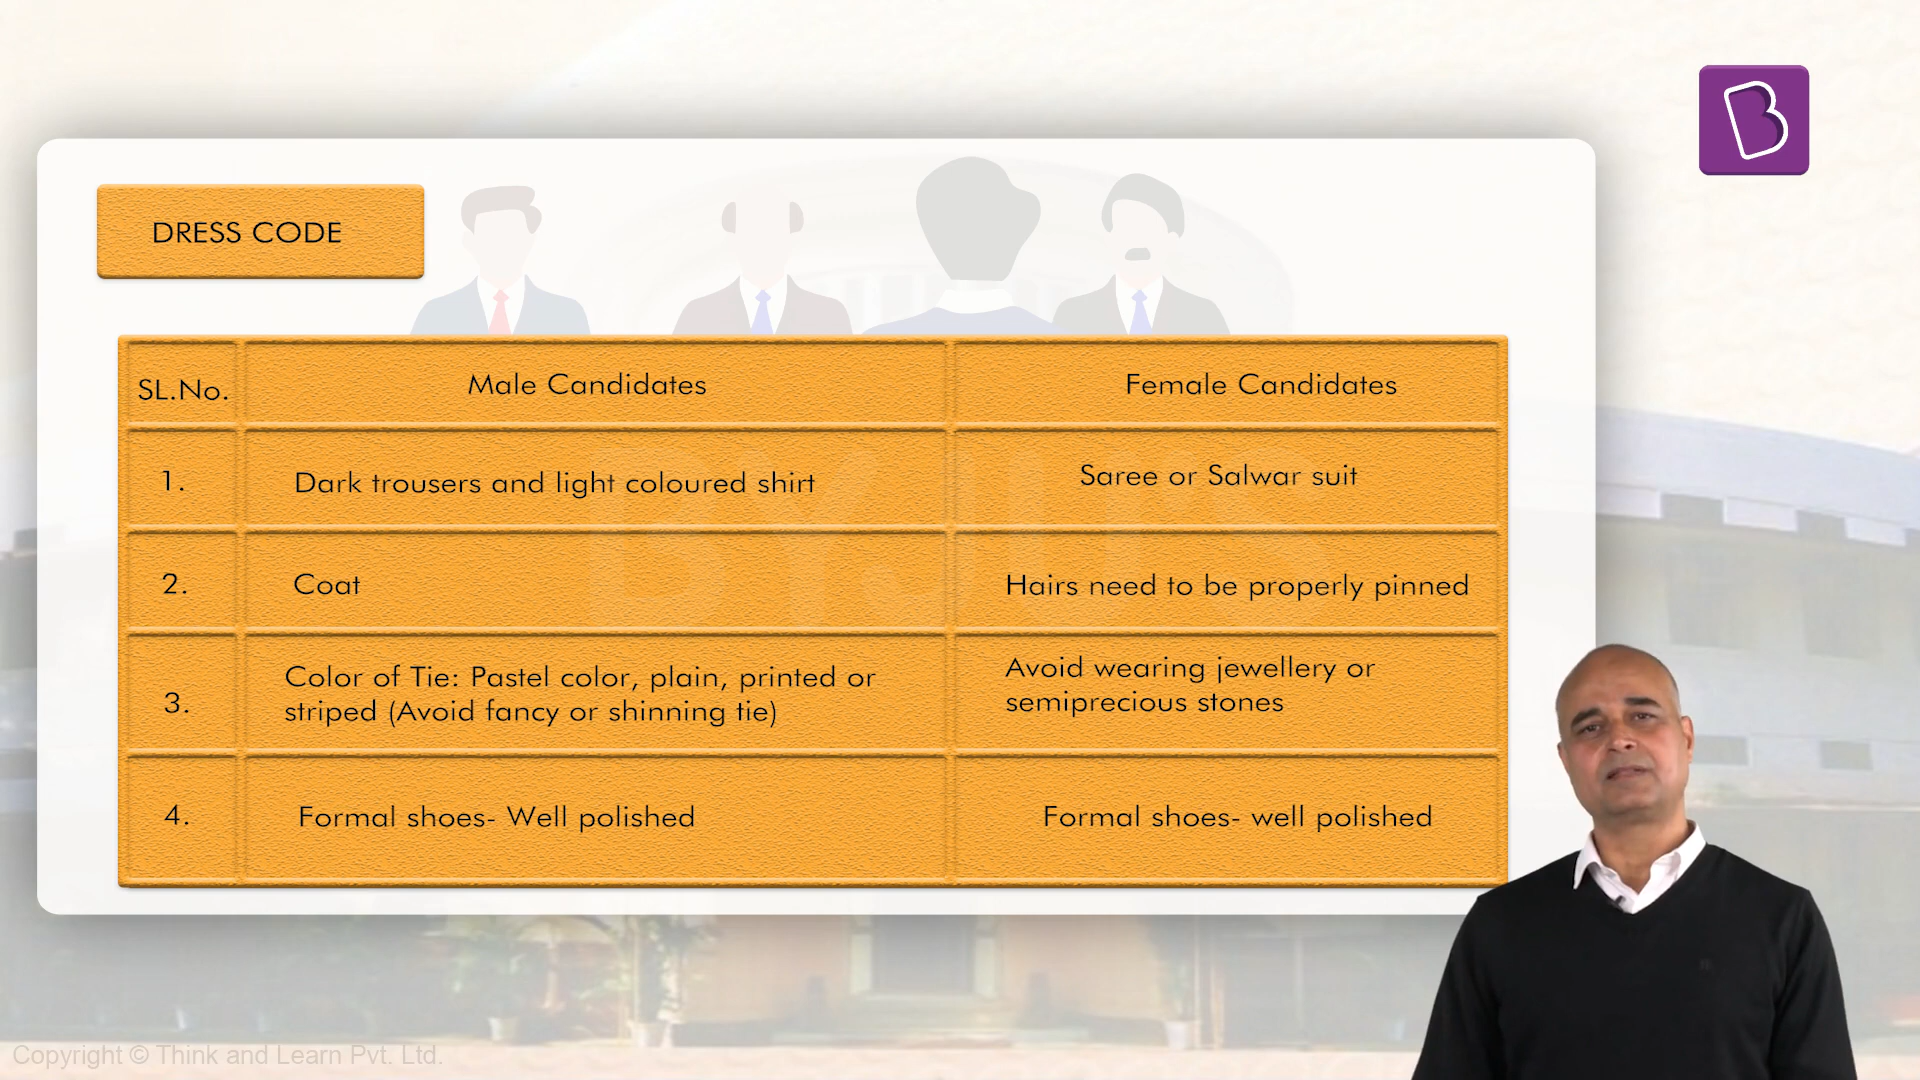 B
DRESS CODE
SL.No.
Male Candidates
Female Candidates
1.
Dark trousers and light coloured shirt
Saree or Salwar suit
2.
Coat
Hairs need to be properly pinned
3.
Color of Tie: Pastel color, plain, printed or
striped (Avoid fancy or shinning tie)
Avoid wearing jewellery or
semiprecious stones
4.
Formal shoes- Well polished
Formal shoes- well polished
BYJU'S
Copyright © Think and Learn Pvt. Ltd.